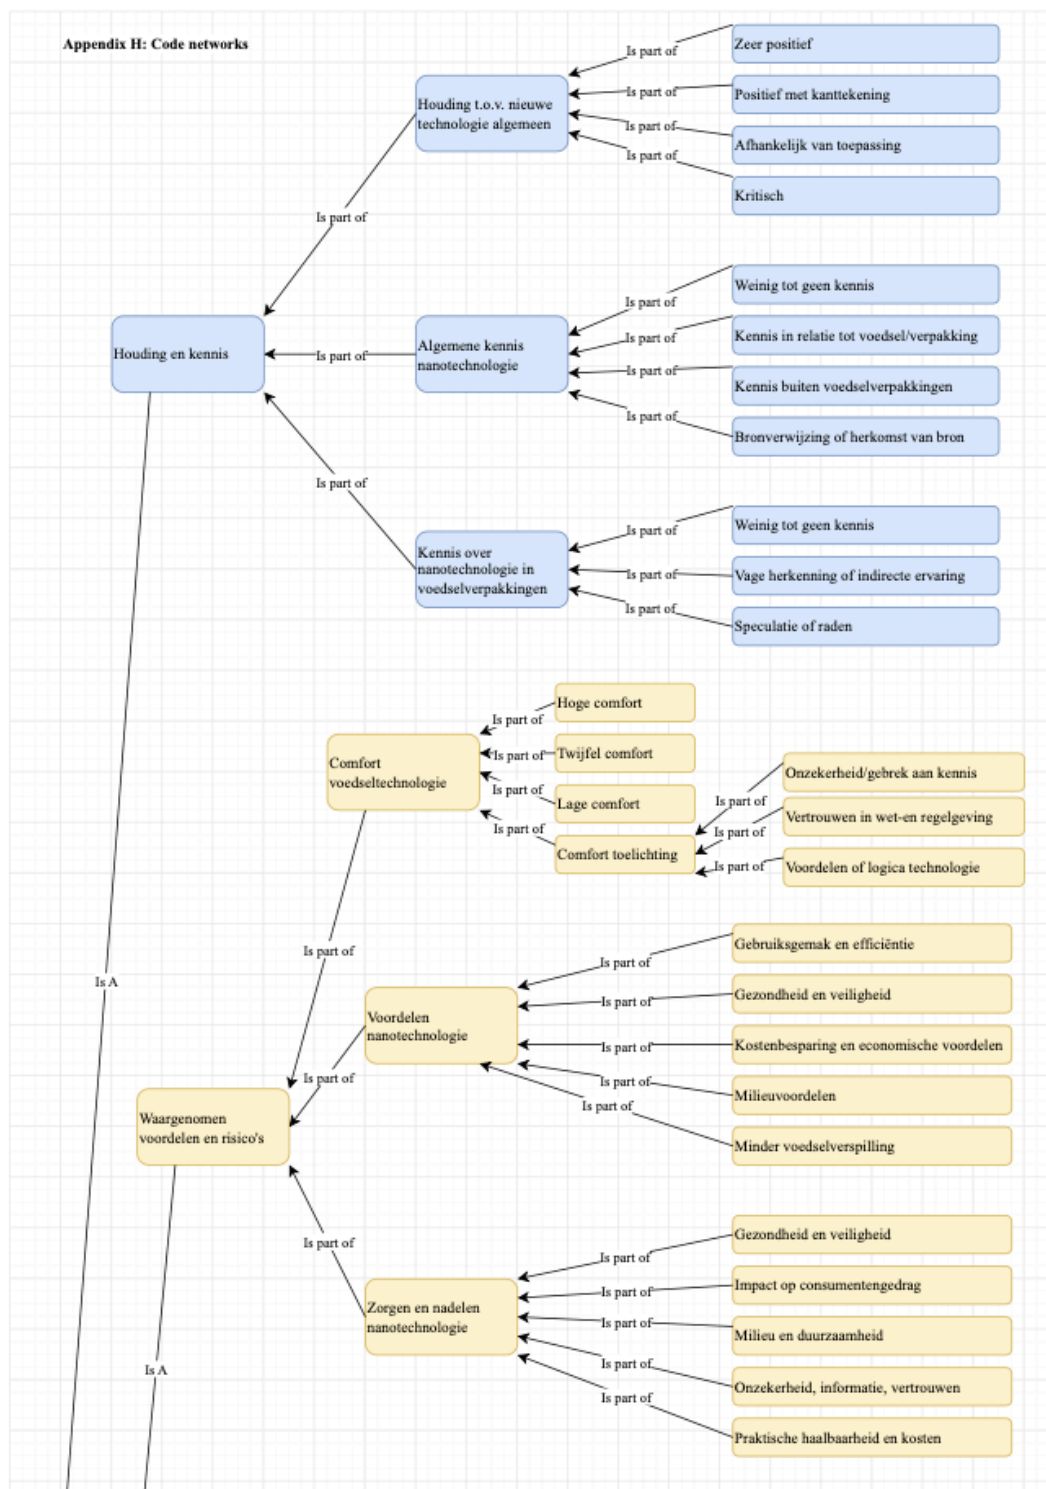 Appendix H: Code networks
Zeer positief
Is part of
Houding t.o.v. nieuwe
technologie algemeen
Is part of
Positief met kanttekening
Is part of
Afhankelijk van toepassing
Is part of
Kritisch
Is part of
Weinig tot geen kennis
Is part of
Houding en kennis
Is part of
Algemene kennis
nanotechnologie
Is part of
Kennis in relatie tot voedsel/verpakking
Is part of
Kennis buiten voedselverpakkingen
Is part of
Bronverwijzing of herkomst van bron
Is part of
Weinig tot geen kennis
Is part of
Kennis over
nanotechnologie in
voedselverpakkingen
Is part of
Vage herkenning of indirecte ervaring
Is part of
Speculatie of raden
Hoge comfort
Is part of
Comfort
voedseltechnologie
Is part of
Twijfel comfort
Is part of
Lage comfort
Is part of
Comfort toelichting
Onzekerheid/gebrek aan kennis
Is part of
Vertrouwen in wet-en regelgeving
Is part of
Voordelen of logica technologie
Is part of
Is part of
Gebruiksgemak en efficiëntie
Is part of
Is A
Gezondheid en veiligheid
Is part of
Voordelen
nanotechnologie
Kostenbesparing en economische voordelen
Is part of
Is part of
Milieuvoordelen
Is part of
Is part of
Minder voedselverspilling
Waargenomen
voordelen en risico's
Is part of
Gezondheid en veiligheid
Is part of
Impact op consumentengedrag
Is part of
Zorgen en nadelen
nanotechnologie
Is part of
Milieu en duurzaamheid
Is part of
Is A
Onzekerheid, informatie, vertrouwen
Is part of
Praktische haalbaarheid en kosten